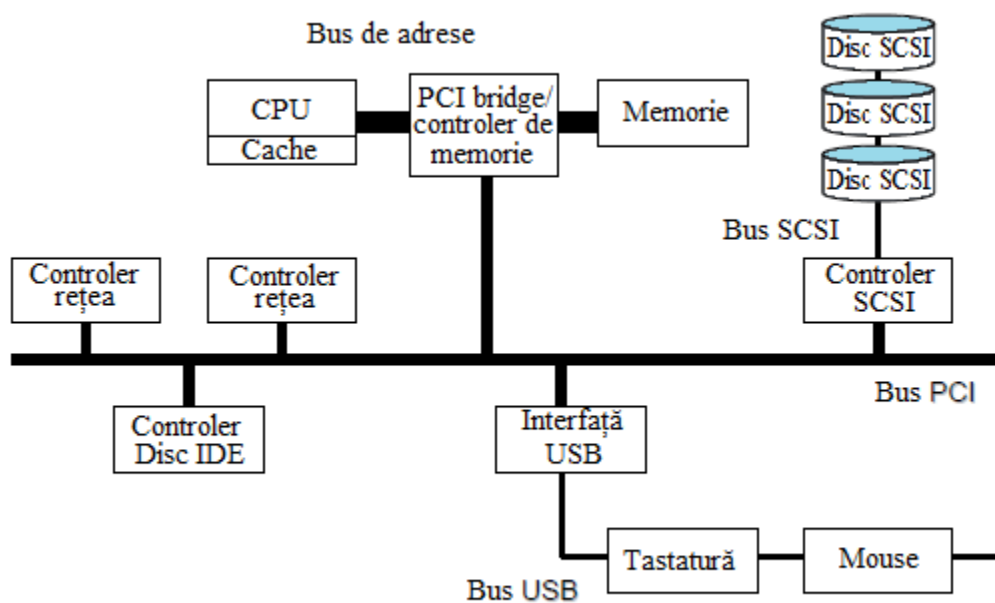 Bus de adrese
Disc SCSI
Disc SCSI
Disc SCSI
CPU
Cache
PCI bridge/
controler de
memorie
Memorie
Bus SCSI
Controler
rețea
Controler
rețea
Controler
SCSI
Bus PCI
Controler
Disc IDE
Interfață
USB
Tastatură
Mouse
Bus USB